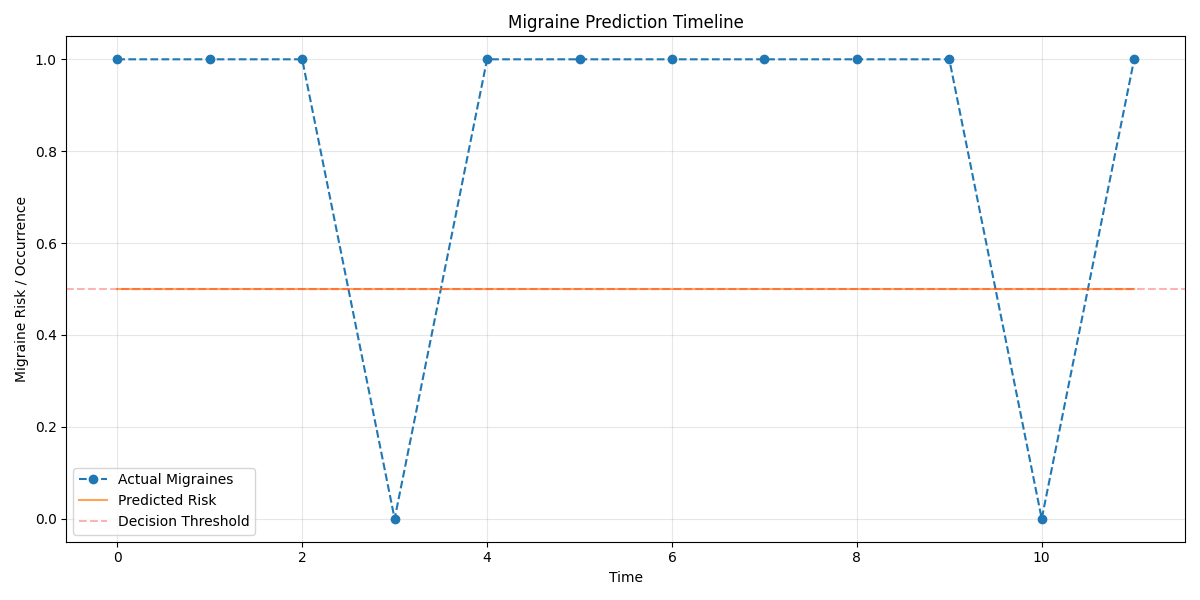 Migraine Prediction Timeline
Migraine Risk / Occurrence
1.0
0.8
0.6
0.4
0.2
0.0
Actual Migraines
Predicted Risk
Decision Threshold
0 2 4 6 8 10
Time